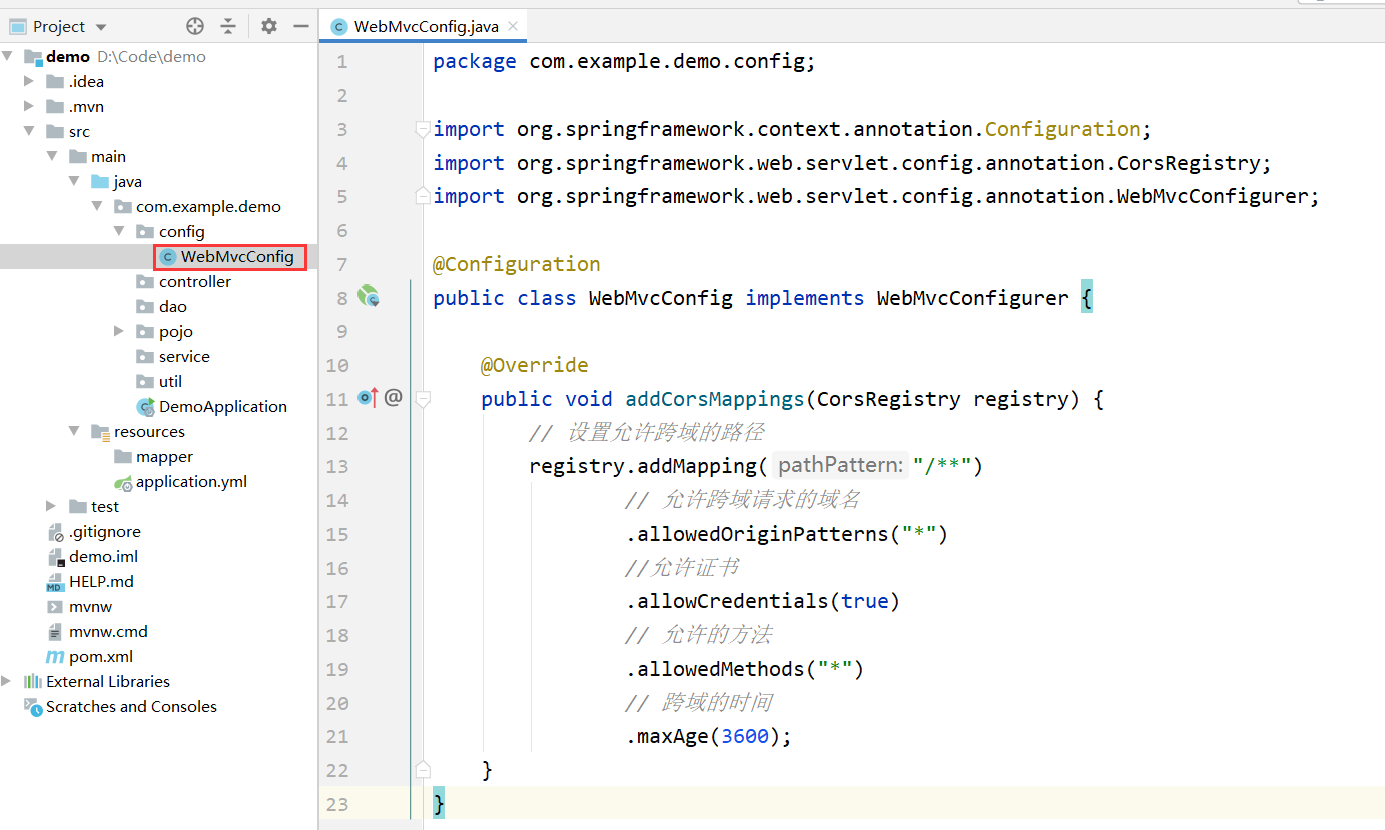 Project
demo D:\Code\demo
.idea
.mvn
src
main
java
com.example.demo
config
WebMvcConfig
controller
dao
pojo
service
util
DemoApplication
resources
mapper
application.yml
test
.gitignore
demo.iml
HELP.md
mvnw
mvnw.cmd
pom.xml
External Libraries
Scratches and Consoles
WebMvcConfig.java
1 package com.example.demo.config;
2
3 import org.springframework.context.annotation.Configuration;
4 import org.springframework.web.servlet.config.annotation.CorsRegistry;
5 import org.springframework.web.servlet.config.annotation.WebMvcConfigurer;
6
7 @Configuration
8 public class WebMvcConfig implements WebMvcConfigurer {
9
10 @Override
11 @ public void addCorsMappings(CorsRegistry registry) {
12 // 设置允许跨域的路径
13 registry.addMapping( pathPattern: "/**")
14 // 允许跨域请求的域名
15 .allowedOriginPatterns("*")
16 //允许证书
17 .allowCredentials(true)
18 // 允许的方法
19 .allowedMethods("*")
20 // 跨域的时间
21 .maxAge(3600);
22 }
23 }